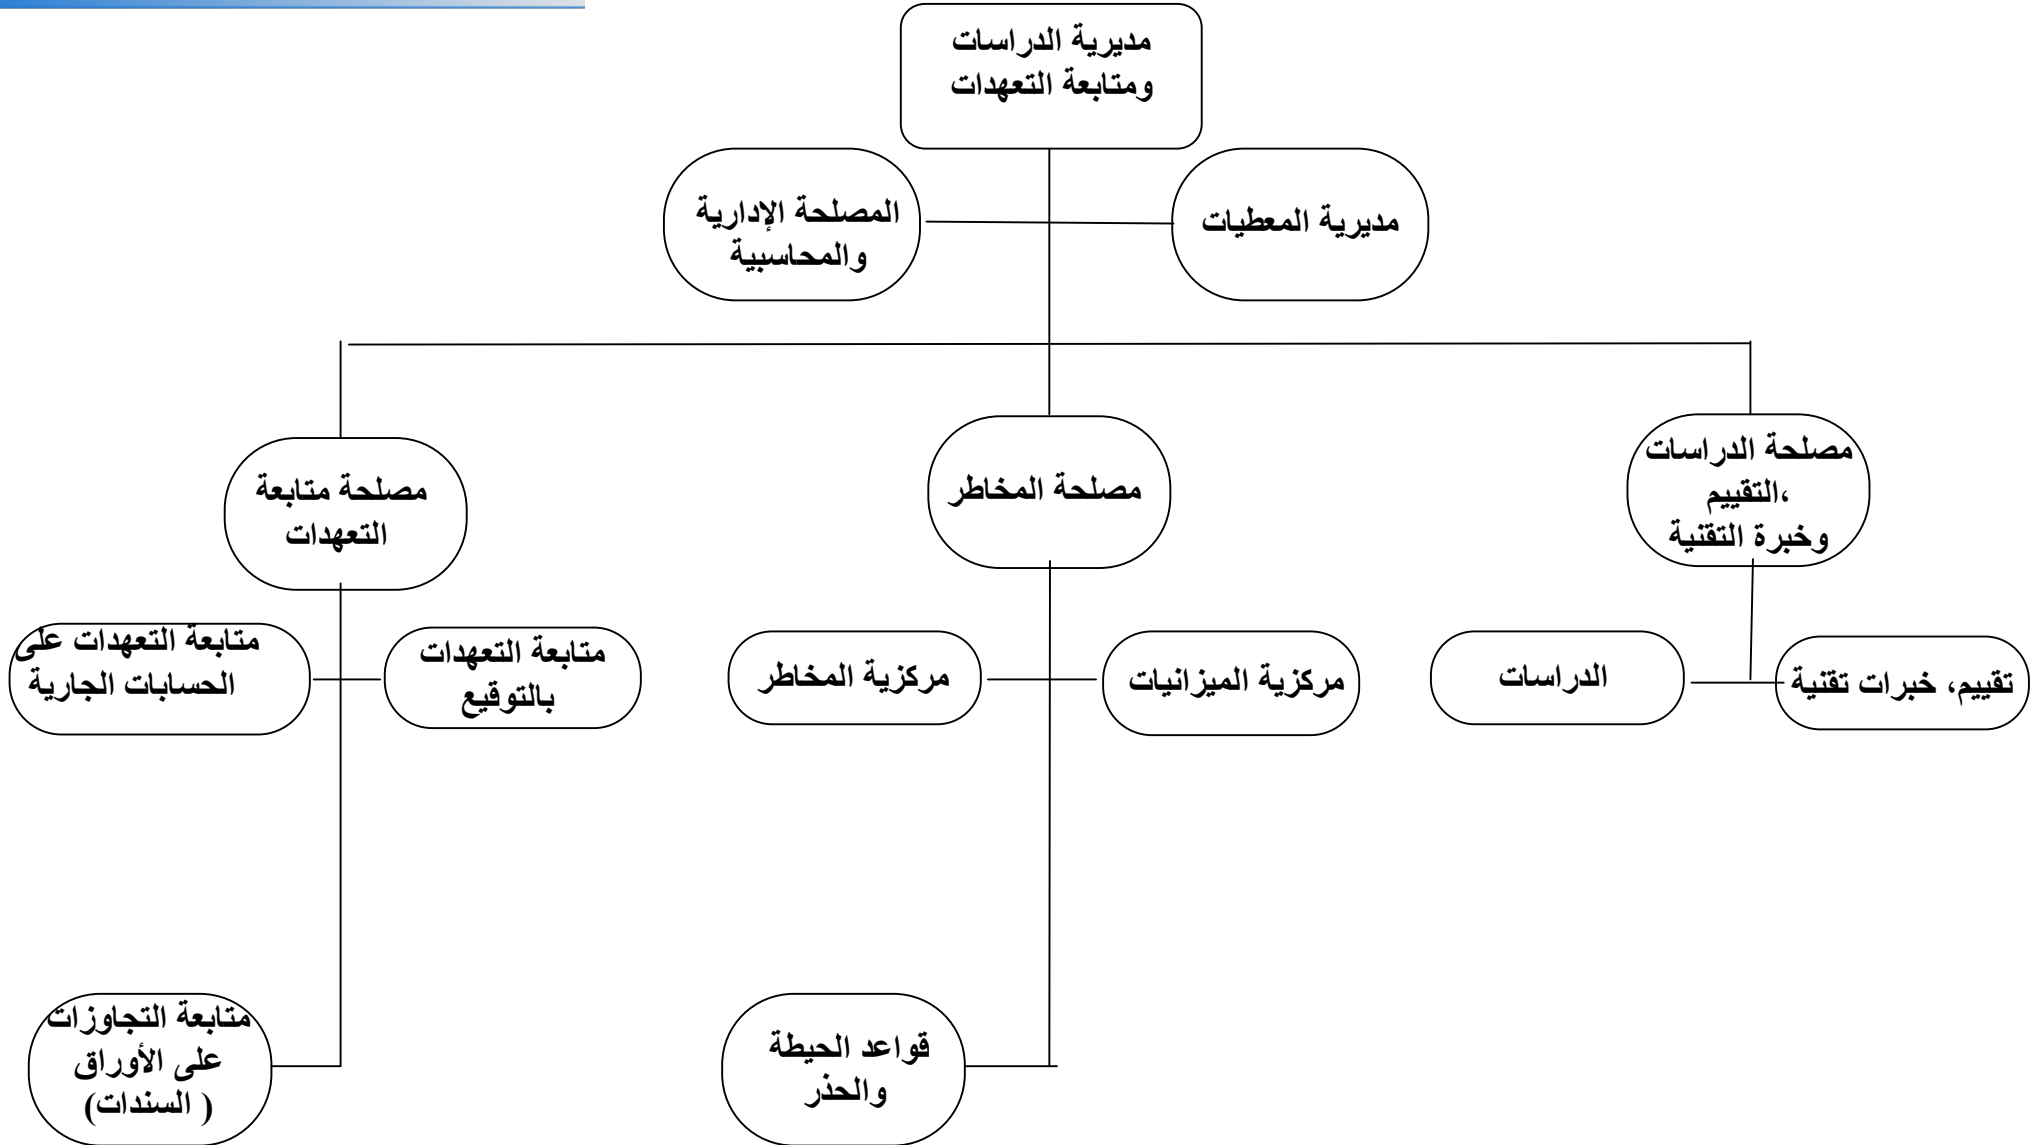 مديرية الدراسات
ومتابعة التعهدات
مديرية المعطيات
المصلحة الإدارية
والمحاسبية
مصلحة الدراسات
،التقييم
وخبرة التقنية
مصلحة المخاطر
مصلحة متابعة
التعهدات
تقييم، خبرات تقنية
الدراسات
مركزية الميزانيات
مركزية المخاطر
متابعة التعهدات
بالتوقيع
متابعة التعهدات على
الحسابات الجارية
قواعد الحيطة
والحذر
متابعة التجاوزات
على الأوراق
( السندات)